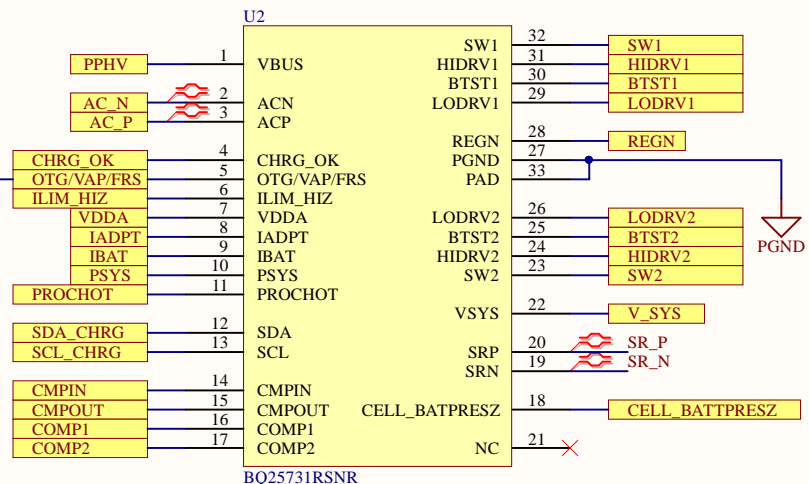 U2
PPHV 1 VBUS
AC_N 2 ACN
AC_P 3 ACP
CHRG_OK 4 CHRG_OK
OTG/VAP/FRS 5 OTG/VAP/FRS
ILIM_HIZ 6 ILIM_HIZ
VDDA 7 VDDA
IADPT 8 IADPT
IBAT 9 IBAT
PSYS 10 PSYS
PROCHOT 11 PROCHOT
SDA_CHRG 12 SDA
SCL_CHRG 13 SCL
CMPIN 14 CMPIN
CMPOUT 15 CMPOUT
COMP1 16 COMP1
COMP2 17 COMP2
SW1 32 SW1
HIDRV1 31 HIDRV1
BTST1 30 BTST1
LODRV1 29 LODRV1
REGN 28 REGN
PGND 27
PAD 33
PGND
LODRV2 26 LODRV2
BTST2 25 BTST2
HIDRV2 24 HIDRV2
SW2 23 SW2
VSYS 22 V_SYS
SRP 20 SR_P
SRN 19 SR_N
CELL_BATPRESZ 18 CELL_BATTPRESZ
NC 21
BQ25731RSNR